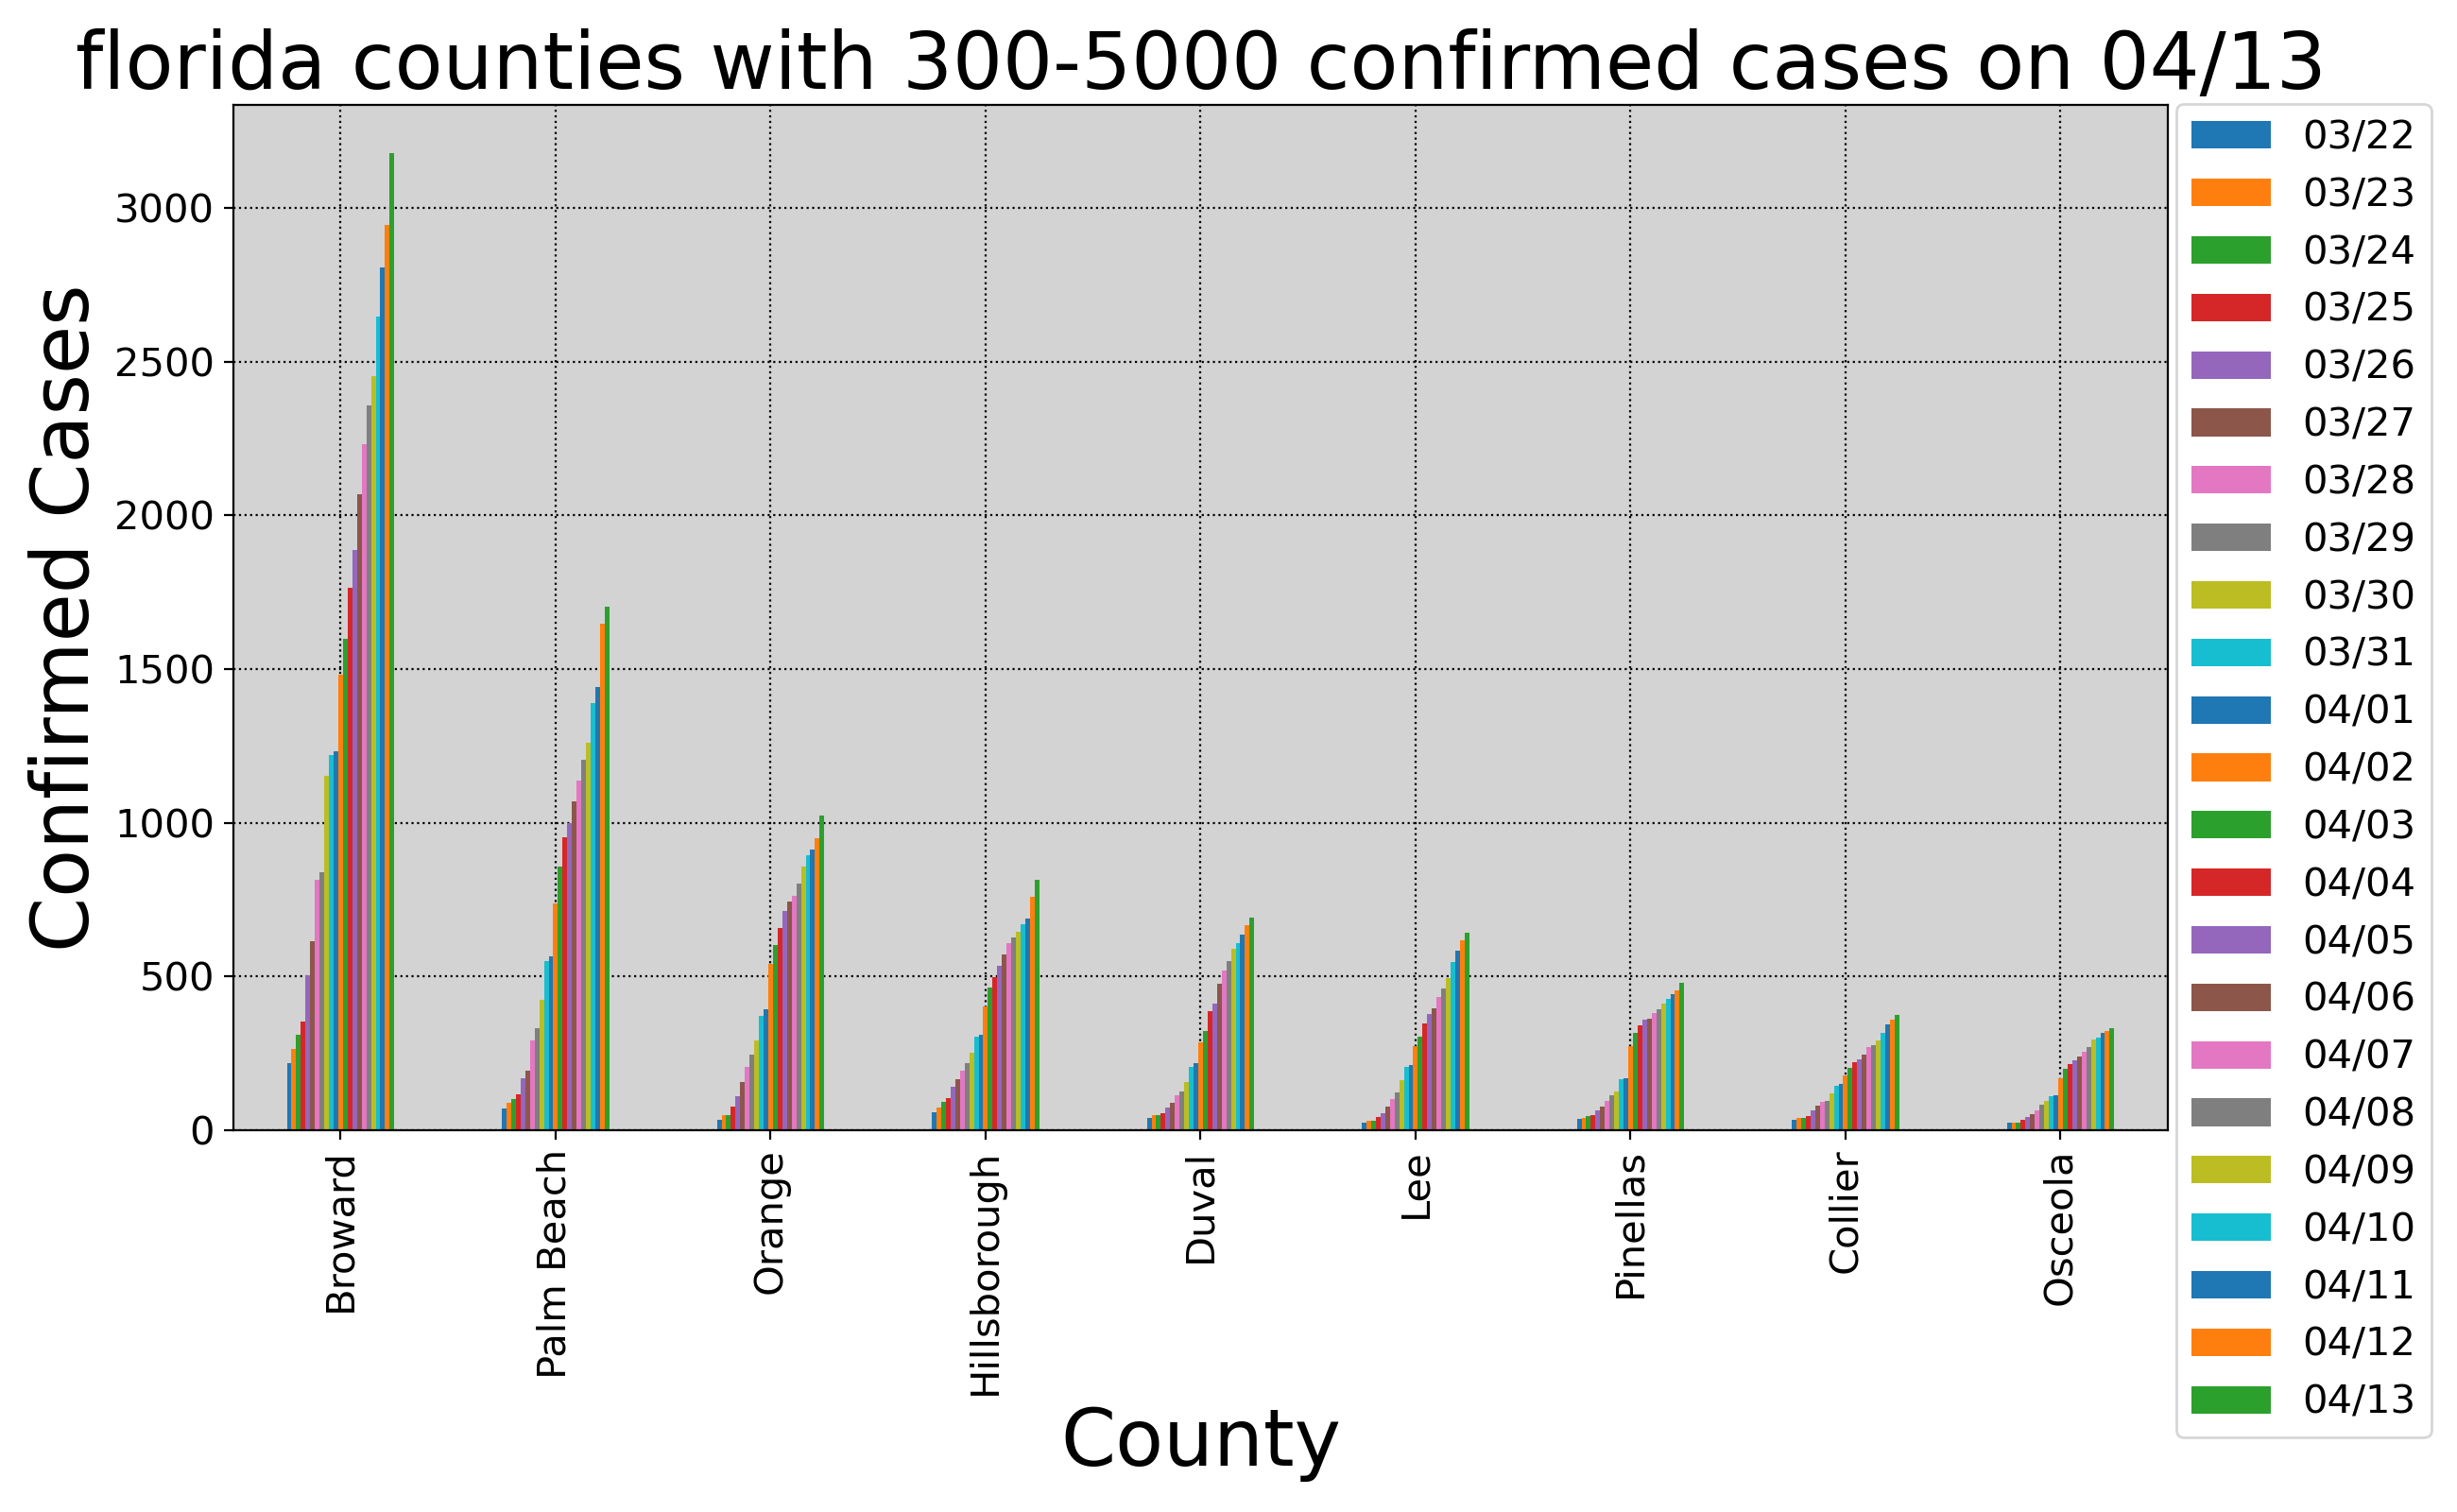 florida counties with 300-5000 confirmed cases on 04/13
Confirmed Cases
3000
2500
2000
1500
1000
500
0
Broward
Palm Beach
Orange
Hillsborough
Duval
Lee
Pinellas
Collier
Osceola
County
03/22
03/23
03/24
03/25
03/26
03/27
03/28
03/29
03/30
03/31
04/01
04/02
04/03
04/04
04/05
04/06
04/07
04/08
04/09
04/10
04/11
04/12
04/13